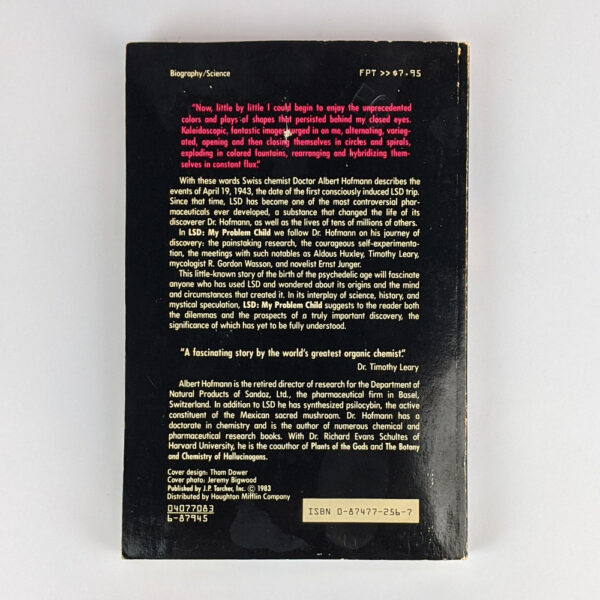 Biography/Science
FPT >> $7.95
"Now, little by little I could begin to enjoy the unprecedented
colors and plays of shapes that persisted behind my closed eyes.
Kaleidoscopic, fantastic images surged in on me, alternating, varieg-
ated, opening and then closing themselves in circles and spirals,
exploding in colored fountains, rearranging and hybridizing them-
selves in constant flux."
With these words Swiss chemist Doctor Albert Hofmann describes the
events of April 19, 1943, the date of the first consciously induced LSD trip.
Since that time, LSD has become one of the most controversial phar-
maceuticals ever developed, a substance that changed the life of its
discoverer Dr. Hofmann, as well as the lives of tens of millions of others.
In LSD: My Problem Child we follow Dr. Hofmann on his journey of
discovery: the painstaking research, the courageous self-experimenta-
tion, the meetings with such notables as Aldous Huxley, Timothy Leary,
mycologist R. Gordon Wasson, and novelist Ernst Junger.
This little-known story of the birth of the psychedelic age will fascinate
anyone who has used LSD and wondered about its origins and the mind
and circumstances that created it. In its interplay of science, history, and
mystical speculation, LSD: My Problem Child suggests to the reader both
the dilemmas and the prospects of a truly important discovery, the
significance of which has yet to be fully understood.
"A fascinating story by the world's greatest organic chemist."
Dr. Timothy Leary
Albert Hofmann is the retired director of research for the Department of
Natural Products of Sandoz, Ltd., the pharmaceutical firm in Basel,
Switzerland. In addition to LSD he has synthesized psilocybin, the active
constituent of the Mexican sacred mushroom. Dr. Hofmann has a
doctorate in chemistry and is the author of numerous chemical and
pharmaceutical research books. With Dr. Richard Evans Schultes of
Harvard University, he is the coauthor of Plants of the Gods and The Botany
and Chemistry of Hallucinogens.
Cover design: Thom Dower
Cover photo: Jeremy Bigwood
Published by J.P. Tarcher, Inc. © 1983
Distributed by Houghton Mifflin Company
04077083
6-87945
ISBN 0-87477-256-7